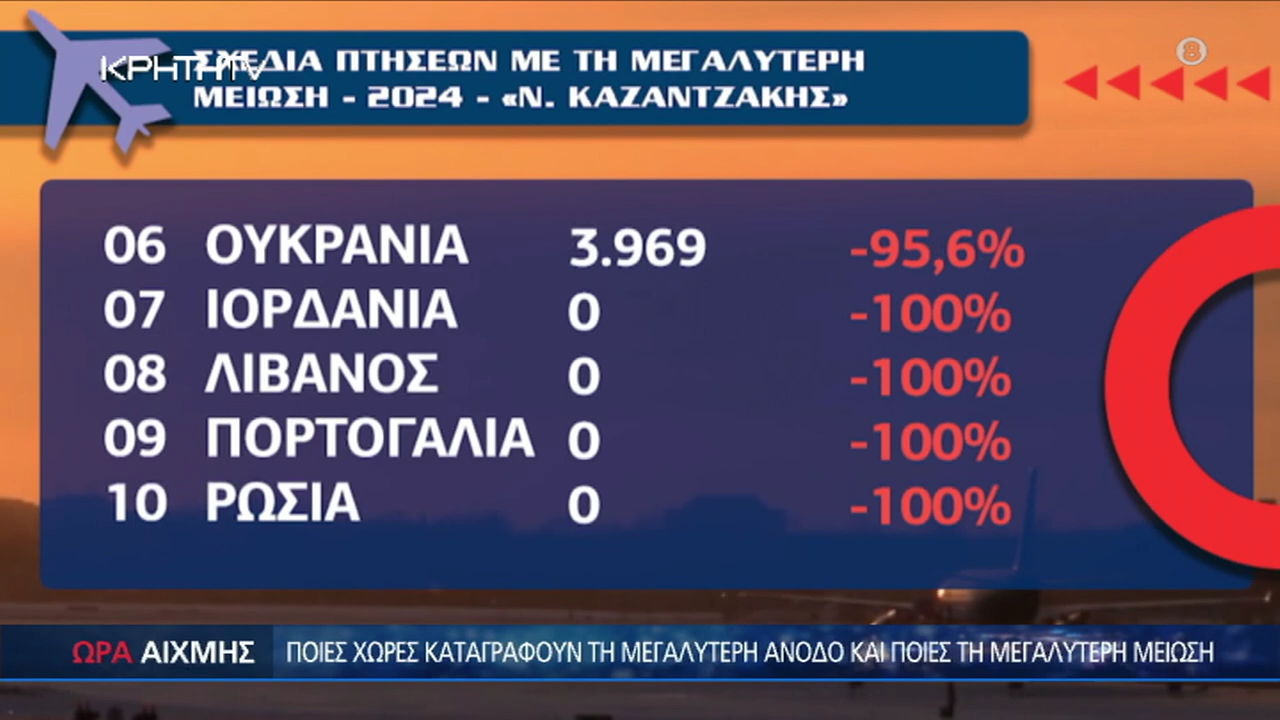 ΚΡΗΤΗTV
ΣΧΕΔΙΑ ΠΤΗΣΕΩΝ ΜΕ ΤΗ ΜΕΓΑΛΥΤΕΡΗ
ΜΕΙΩΣΗ - 2024 - «Ν. ΚΑΖΑΝΤΖΑΚΗΣ»
8
06 ΟΥΚΡΑΝΙΑ 3.969 -95,6%
07 ΙΟΡΔΑΝΙΑ 0 -100%
08 ΛΙΒΑΝΟΣ 0 -100%
09 ΠΟΡΤΟΓΑΛΙΑ 0 -100%
10 ΡΩΣΙΑ 0 -100%
ΩΡΑ ΑΙΧΜΗΣ ΠΟΙΕΣ ΧΩΡΕΣ ΚΑΤΑΓΡΑΦΟΥΝ ΤΗ ΜΕΓΑΛΥΤΕΡΗ ΑΝΟΔΟ ΚΑΙ ΠΟΙΕΣ ΤΗ ΜΕΓΑΛΥΤΕΡΗ ΜΕΙΩΣΗ